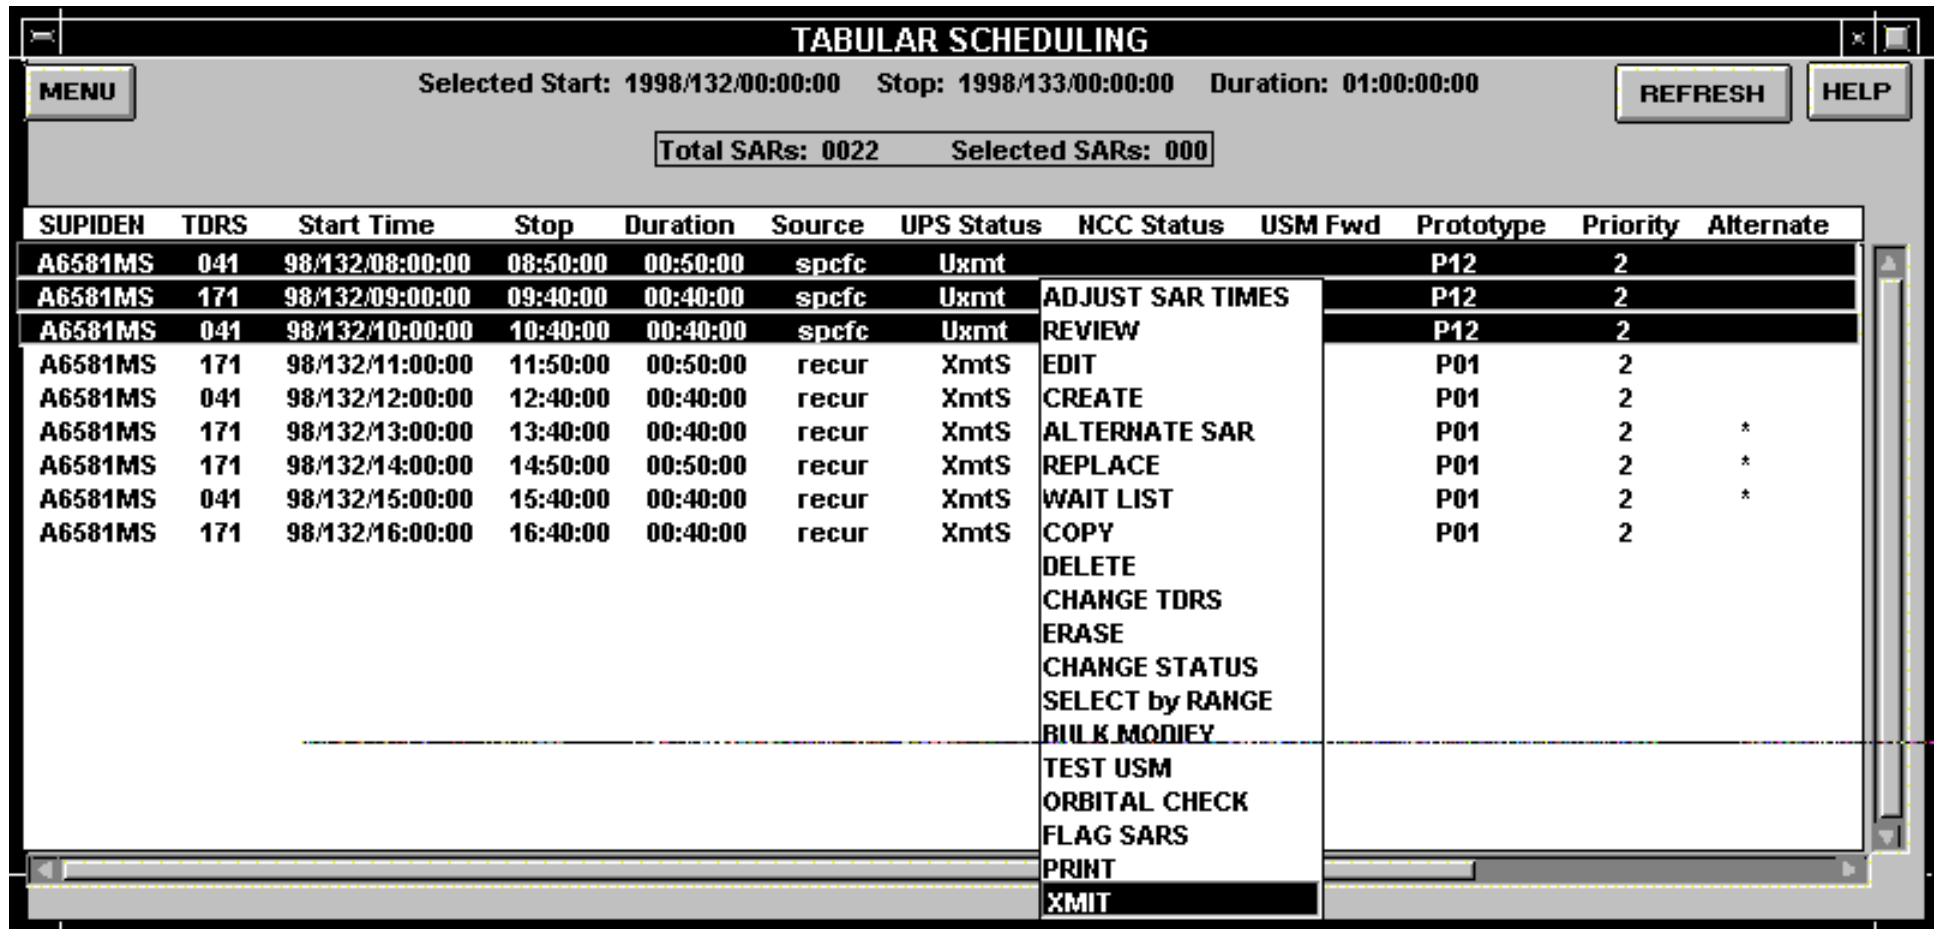 TABULAR SCHEDULING
MENU Selected Start: 1998/132/00:00:00 Stop: 1998/133/00:00:00 Duration: 01:00:00:00 REFRESH HELP
Total SARs: 0022 Selected SARs: 000
SUPIDEN TDRS Start Time Stop Duration Source UPS Status NCC Status USM Fwd Prototype Priority Alternate
A6581MS 041 98/132/08:00:00 08:50:00 00:50:00 spcfc Uxmt P12 2
A6581MS 171 98/132/09:00:00 09:40:00 00:40:00 spcfc Uxmt P12 2
A6581MS 041 98/132/10:00:00 10:40:00 00:40:00 spcfc Uxmt P12 2
A6581MS 171 98/132/11:00:00 11:50:00 00:50:00 recur XmtS P01 2
A6581MS 041 98/132/12:00:00 12:40:00 00:40:00 recur XmtS P01 2
A6581MS 171 98/132/13:00:00 13:40:00 00:40:00 recur XmtS P01 2 *
A6581MS 171 98/132/14:00:00 14:50:00 00:50:00 recur XmtS P01 2 *
A6581MS 041 98/132/15:00:00 15:40:00 00:40:00 recur XmtS P01 2 *
A6581MS 171 98/132/16:00:00 16:40:00 00:40:00 recur XmtS P01 2
ADJUST SAR TIMES
REVIEW
EDIT
CREATE
ALTERNATE SAR
REPLACE
WAIT LIST
COPY
DELETE
CHANGE TDRS
ERASE
CHANGE STATUS
SELECT by RANGE
BULK MODIFY
TEST USM
ORBITAL CHECK
FLAG SARS
PRINT
XMIT